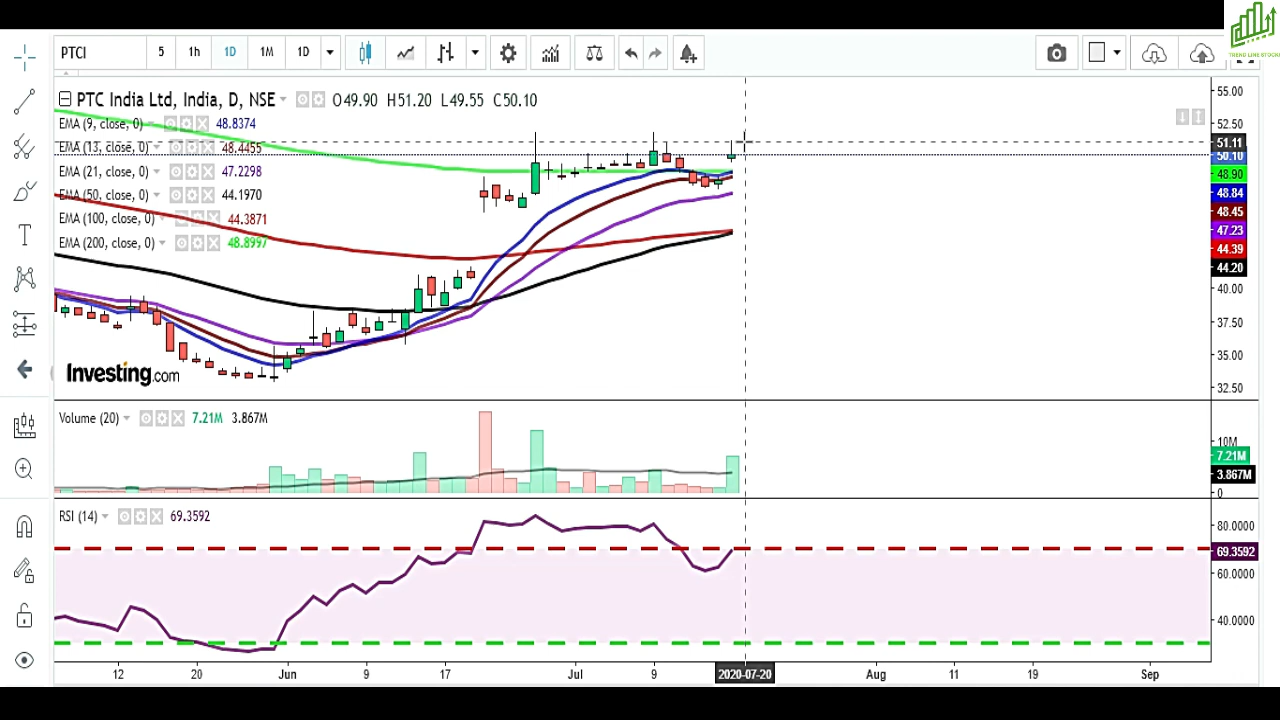 TREND LINE STOCKS
PTCI 5 1h 1D 1M 1D
PTC India Ltd, India, D, NSE O49.90 H51.20 L49.55 C50.10
EMA (9, close, 0) 48.8374
EMA (13, close, 0) 48.4455
EMA (21, close, 0) 47.2298
EMA (50, close, 0) 44.1970
EMA (100, close, 0) 44.3871
EMA (200, close, 0) 48.8997
55.00
52.50
51.11
50.10
48.90
48.84
48.45
47.23
44.39
44.20
40.00
37.50
35.00
32.50
Investing.com
Volume (20) 7.21M 3.867M
10M
7.21M
3.867M
0
RSI (14) 69.3592
80.0000
69.3592
60.0000
40.0000
12 20 Jun 9 17 Jul 9 2020-07-20 Aug 11 19 Sep